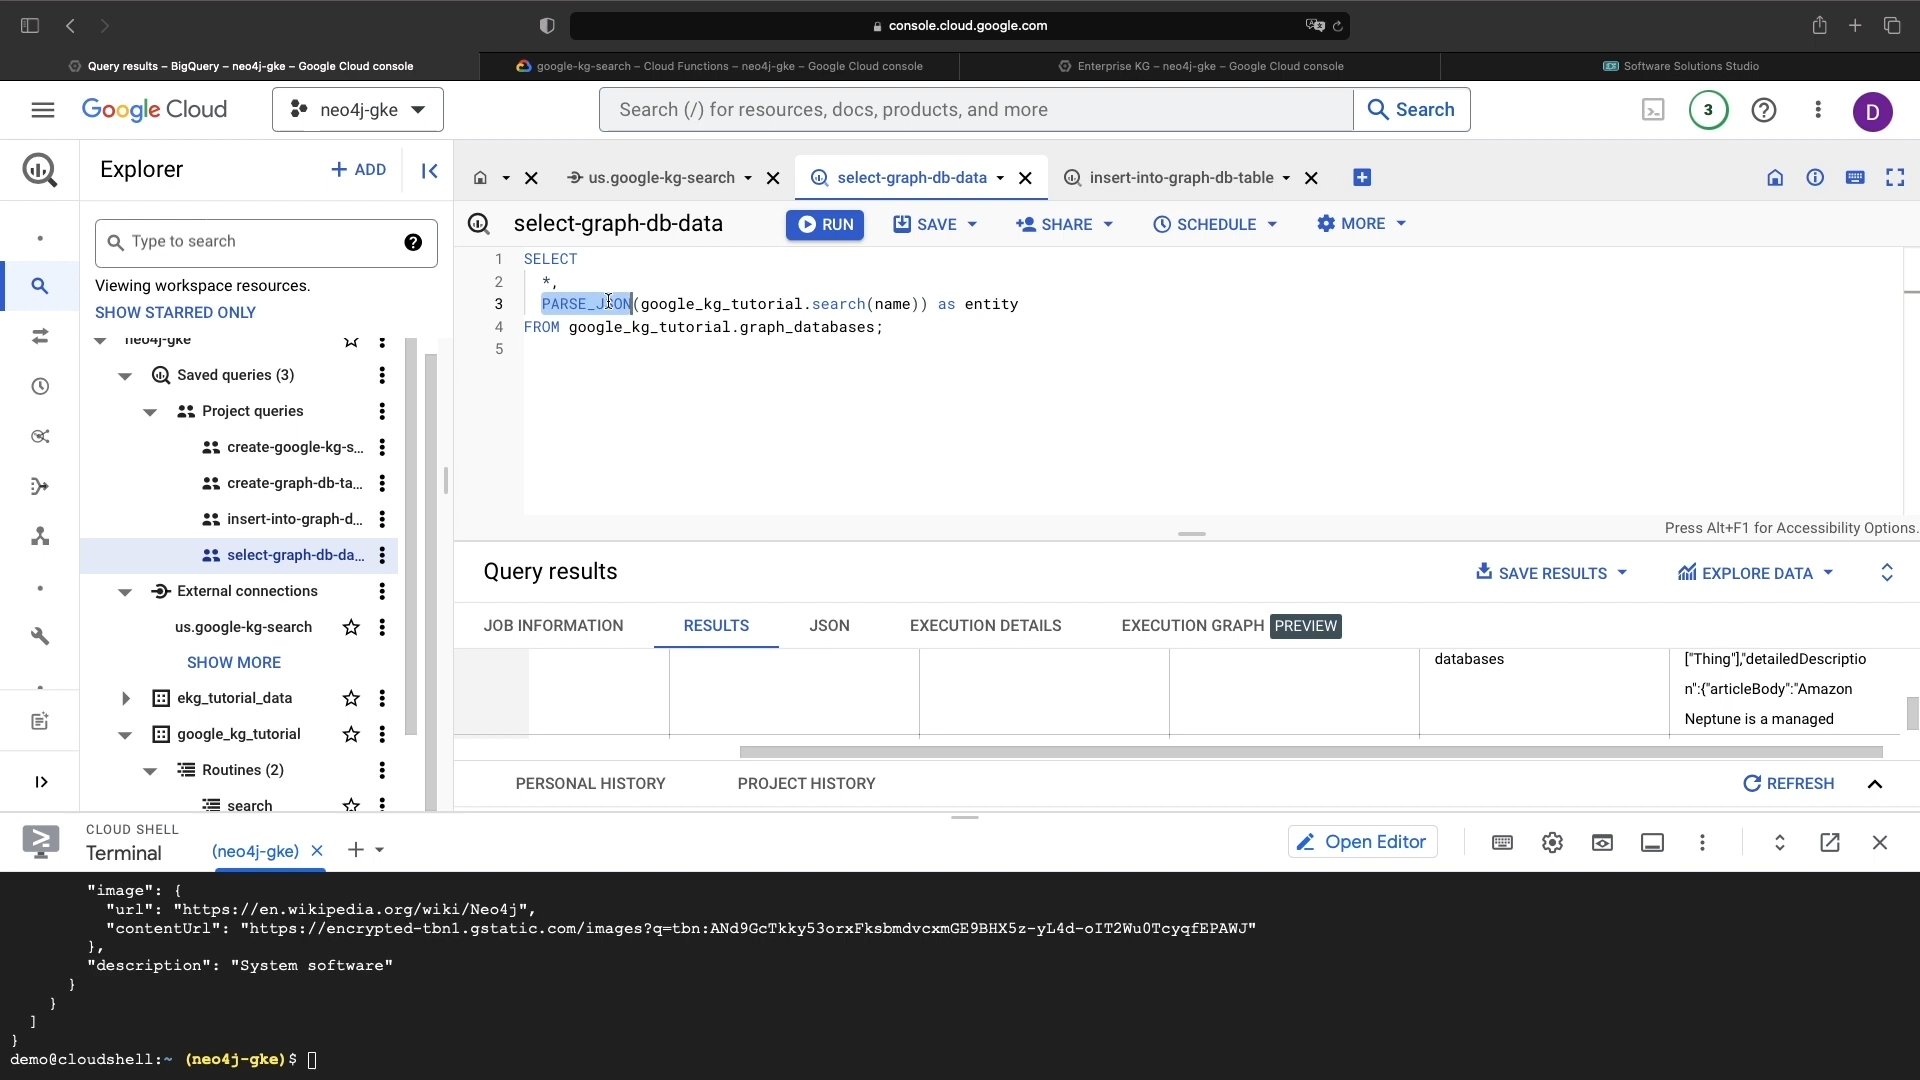 console.cloud.google.com
Query results – BigQuery – neo4j-gke – Google Cloud console
google-kg-search – Cloud Functions – neo4j-gke – Google Cloud console
Enterprise KG – neo4j-gke – Google Cloud console
Software Solutions Studio
Google Cloud
neo4j-gke
Search (/) for resources, docs, products, and more
Search
3
D
Explorer
+ ADD
us.google-kg-search
select-graph-db-data
insert-into-graph-db-table
select-graph-db-data
RUN
SAVE
SHARE
SCHEDULE
MORE
Type to search
Viewing workspace resources.
SHOW STARRED ONLY
neo4j-gke
Saved queries (3)
Project queries
create-google-kg-s...
create-graph-db-ta...
insert-into-graph-d...
select-graph-db-da...
External connections
us.google-kg-search
SHOW MORE
ekg_tutorial_data
google_kg_tutorial
Routines (2)
search
1 SELECT
2 *,
3 PARSE_JSON(google_kg_tutorial.search(name)) as entity
4 FROM google_kg_tutorial.graph_databases;
5
Press Alt+F1 for Accessibility Options.
Query results
SAVE RESULTS
EXPLORE DATA
JOB INFORMATION
RESULTS
JSON
EXECUTION DETAILS
EXECUTION GRAPH PREVIEW
databases
["Thing"],"detailedDescriptio
n":{"articleBody":"Amazon
Neptune is a managed
PERSONAL HISTORY
PROJECT HISTORY
REFRESH
CLOUD SHELL
Terminal
(neo4j-gke)
Open Editor
"image": {
"url": "https://en.wikipedia.org/wiki/Neo4j",
"contentUrl": "https://encrypted-tbn1.gstatic.com/images?q=tbn:ANd9GcTkky53orxFksbmdvcxmGE9BHX5z-yL4d-oIT2Wu0TcyqfEPAWJ"
},
"description": "System software"
}
}
]
}
demo@cloudshell:~ (neo4j-gke)$